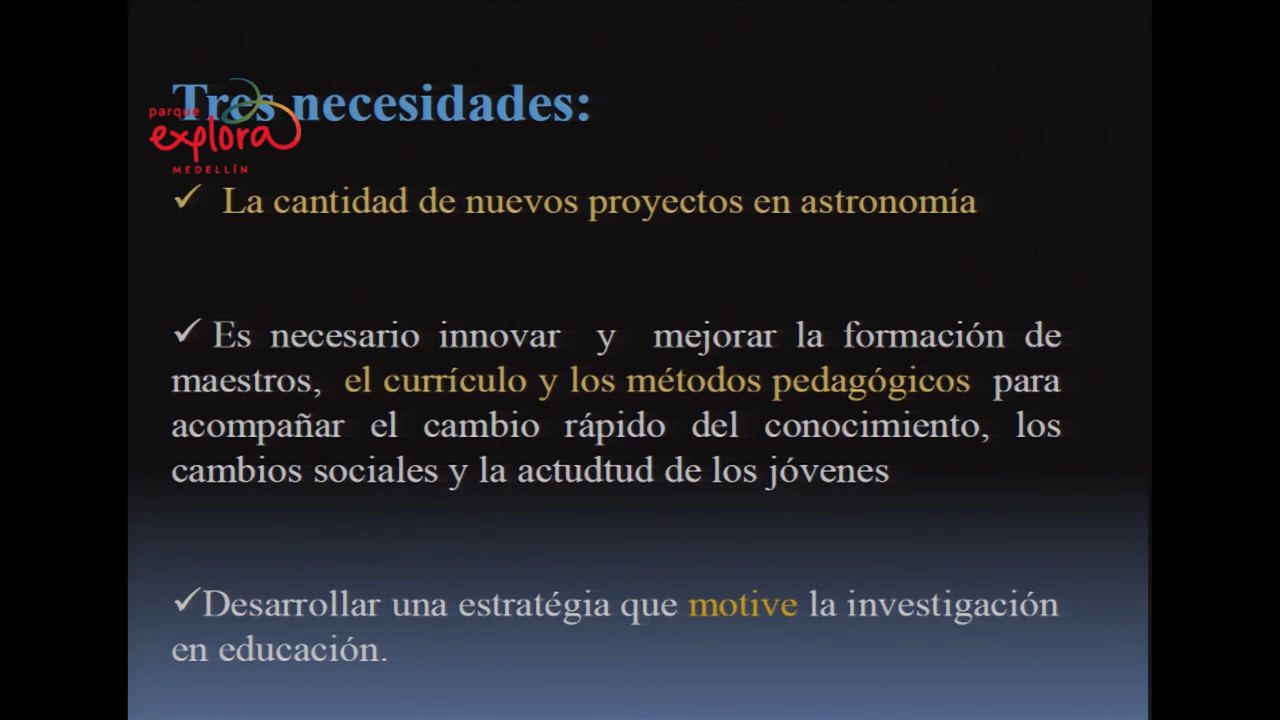 Tres necesidades:
parque
explora
MEDELLÍN
✓ La cantidad de nuevos proyectos en astronomía
✓ Es necesario innovar y mejorar la formación de
maestros, el currículo y los métodos pedagógicos para
acompañar el cambio rápido del conocimiento, los
cambios sociales y la actudtud de los jóvenes
✓Desarrollar una estratégia que motive la investigación
en educación.